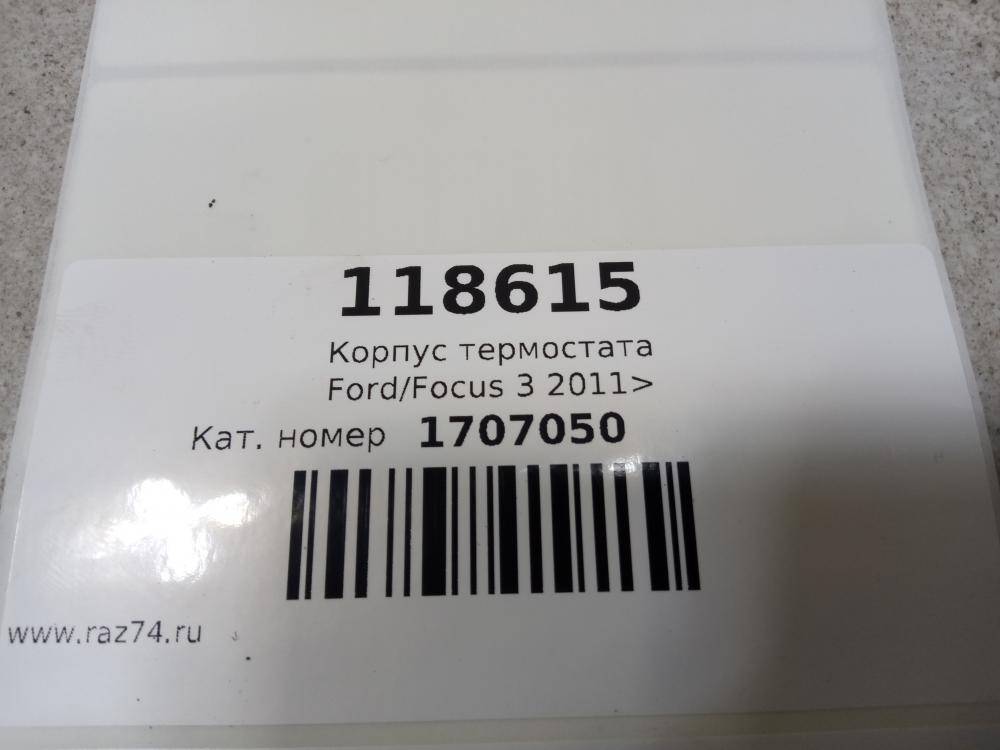 118615
Корпус термостата
Ford/Focus 3 2011>
Кат. номер 1707050
www.raz74.ru